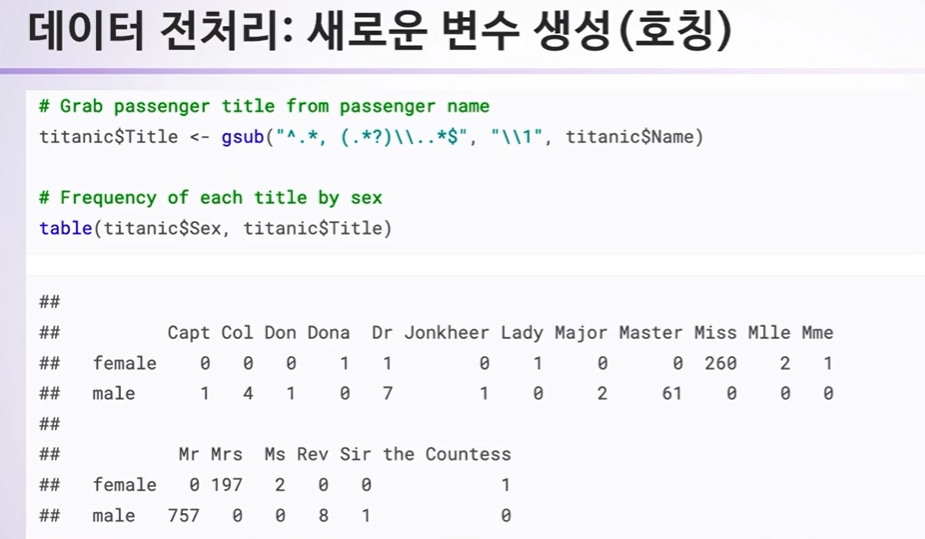 데이터 전처리: 새로운 변수 생성(호칭)
# Grab passenger title from passenger name
titanic$Title <- gsub("^.*, (.*?)\\..*$", "\\1", titanic$Name)
# Frequency of each title by sex
table(titanic$Sex, titanic$Title)
##
## Capt Col Don Dona Dr Jonkheer Lady Major Master Miss Mlle Mme
## female 0 0 0 1 1 0 1 0 0 260 2 1
## male 1 4 1 0 7 1 0 2 61 0 0 0
##
## Mr Mrs Ms Rev Sir the Countess
## female 0 197 2 0 0 1
## male 757 0 0 8 1 0